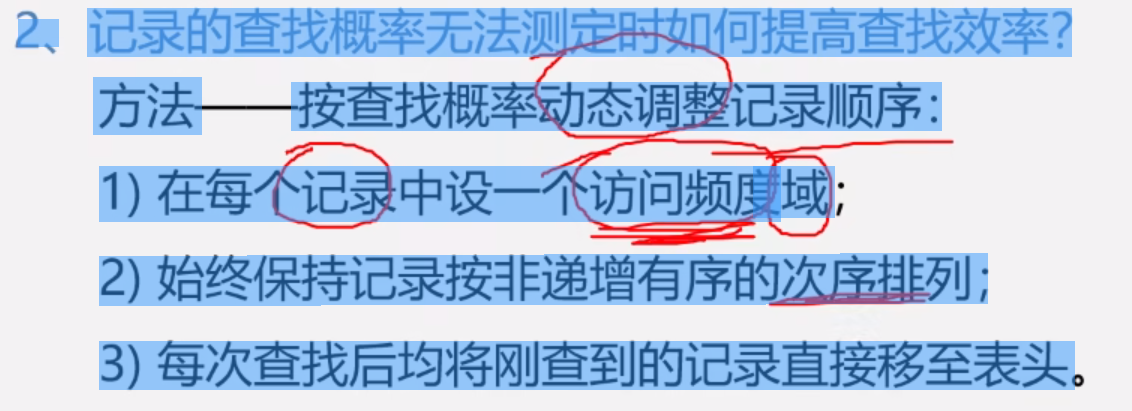 2、记录的查找概率无法测定时如何提高查找效率?
方法——按查找概率动态调整记录顺序：
1) 在每个记录中设一个访问频度域；
2) 始终保持记录按非递增有序的次序排列；
3) 每次查找后均将刚查到的记录直接移至表头。